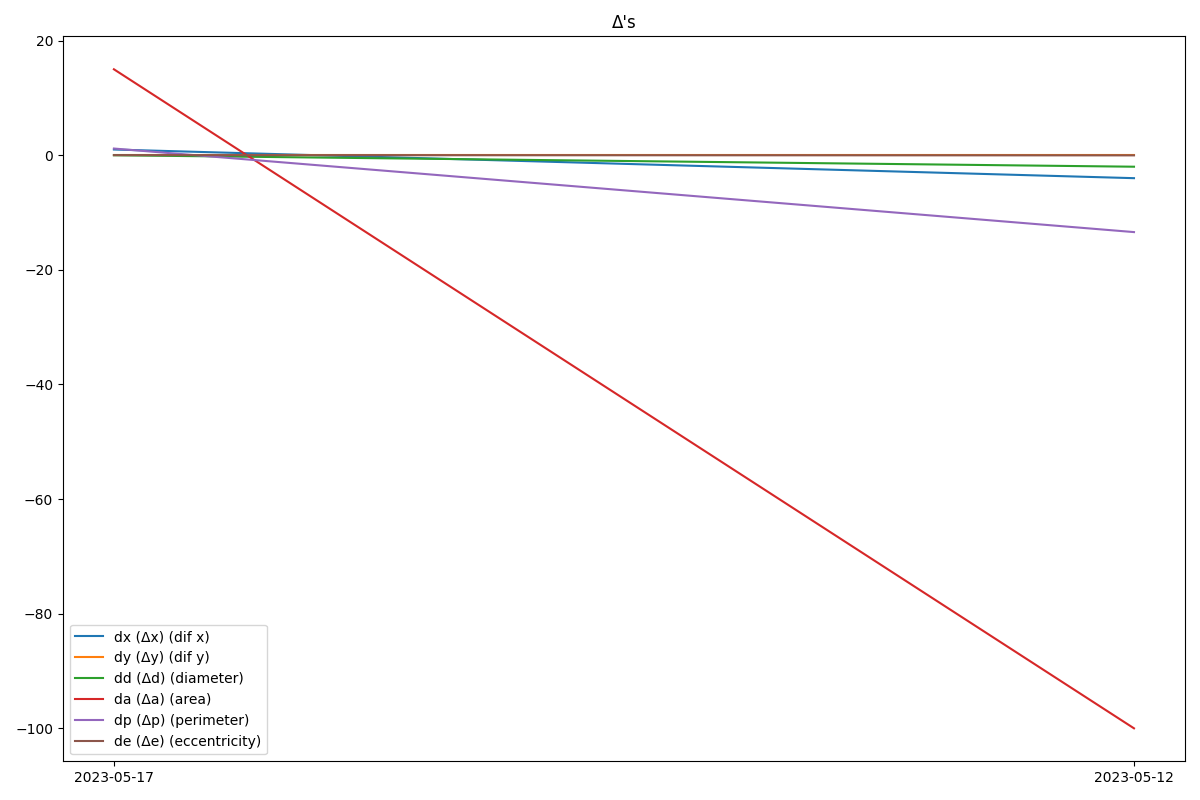 Δ's
20
0
−20
−40
−60
−80
−100
dx (Δx) (dif x)
dy (Δy) (dif y)
dd (Δd) (diameter)
da (Δa) (area)
dp (Δp) (perimeter)
de (Δe) (eccentricity)
2023-05-17
2023-05-12